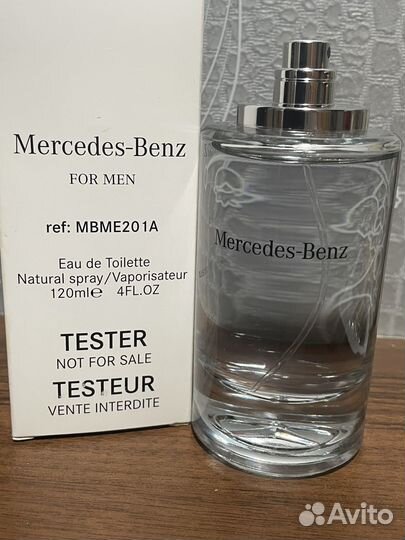 Mercedes-Benz
FOR MEN
ref: MBME201A
Eau de Toilette
Natural spray/Vaporisateur
120ml℮ 4FL.OZ
TESTER
NOT FOR SALE
TESTEUR
VENTE INTERDITE
Mercedes-Benz
Avito